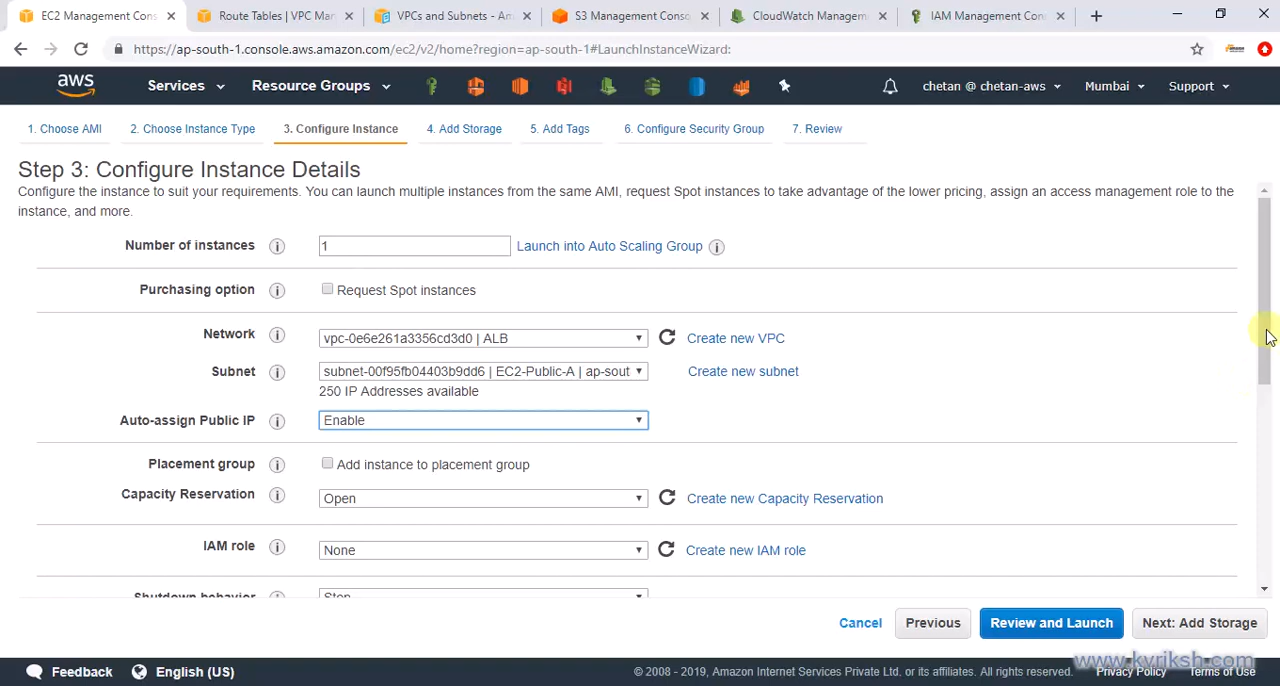 EC2 Management Cons
Route Tables | VPC Mar
VPCs and Subnets - Am
S3 Management Conso
CloudWatch Managem
IAM Management Con
https://ap-south-1.console.aws.amazon.com/ec2/v2/home?region=ap-south-1#LaunchInstanceWizard:
aws Services Resource Groups chetan @ chetan-aws Mumbai Support
1. Choose AMI 2. Choose Instance Type 3. Configure Instance 4. Add Storage 5. Add Tags 6. Configure Security Group 7. Review
Step 3: Configure Instance Details
Configure the instance to suit your requirements. You can launch multiple instances from the same AMI, request Spot instances to take advantage of the lower pricing, assign an access management role to the
instance, and more.
Number of instances 1 Launch into Auto Scaling Group
Purchasing option Request Spot instances
Network vpc-0e6e261a3356cd3d0 | ALB Create new VPC
Subnet subnet-00f95fb04403b9dd6 | EC2-Public-A | ap-sout Create new subnet
250 IP Addresses available
Auto-assign Public IP Enable
Placement group Add instance to placement group
Capacity Reservation Open Create new Capacity Reservation
IAM role None Create new IAM role
Shutdown behavior Stop
Cancel Previous Review and Launch Next: Add Storage
www.kvriksh.com
Feedback English (US) © 2008 - 2019, Amazon Internet Services Private Ltd. or its affiliates. All rights reserved. Privacy Policy Terms of Use